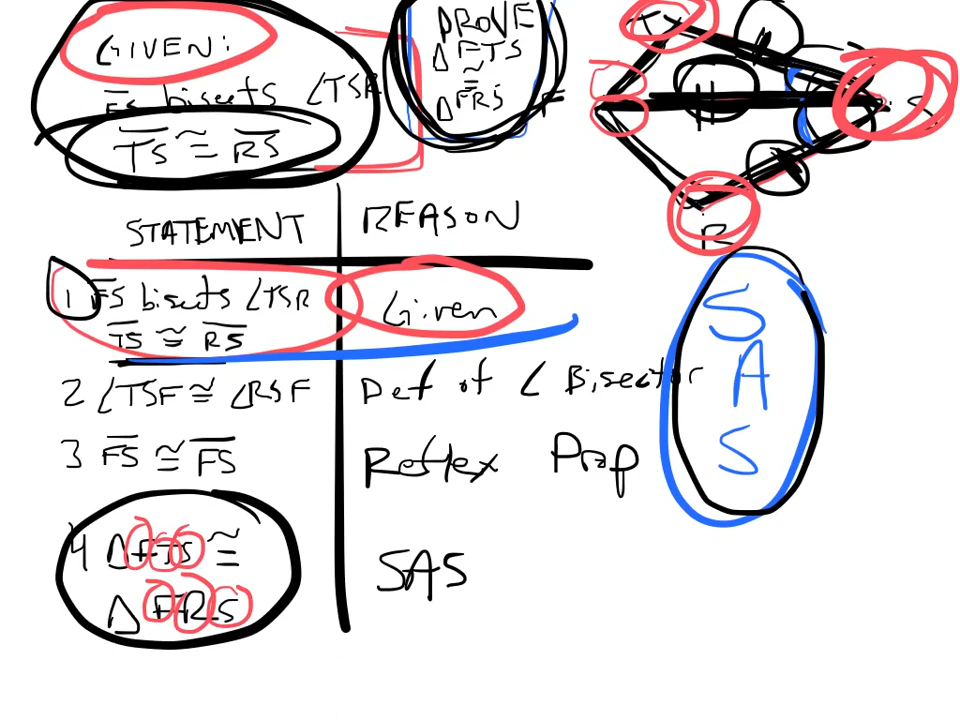 GIVEN:
FS bisects ∠TSR
TS ≅ RS
PROVE
△FTS
≅
△FRS
F
T
S
R
STATEMENT REASON
1 FS bisects ∠TSR Given
TS ≅ RS
2 ∠TSF ≅ ∠RSF Def of ∠ Bisector
3 FS ≅ FS Reflex Prop
4 △FTS ≅
△FRS SAS
S
A
S